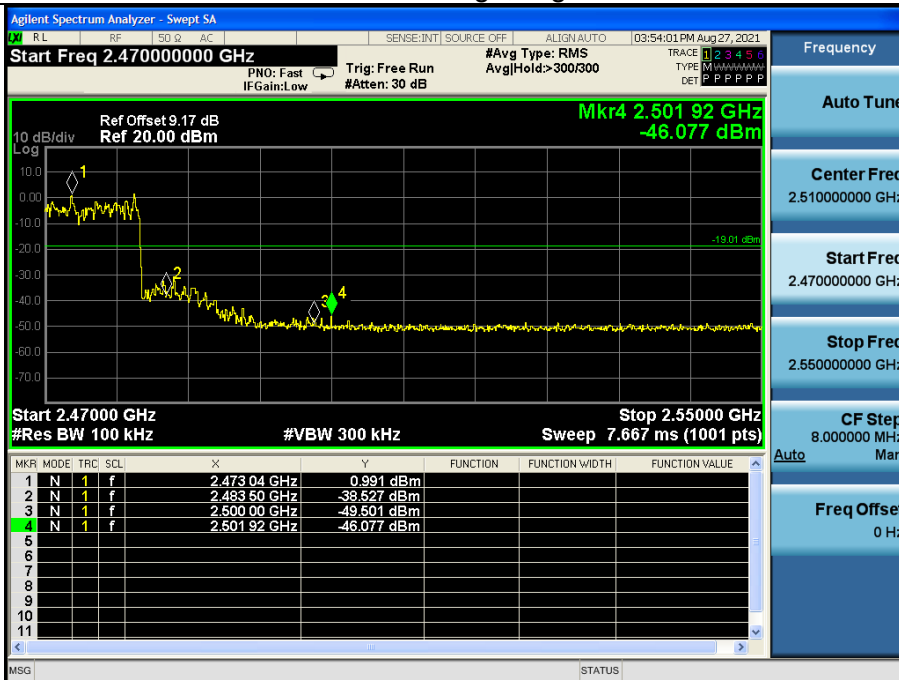 Agilent Spectrum Analyzer - Swept SA
LXI RL RF 50 Ω AC SENSE:INT SOURCE OFF ALIGN AUTO 03:54:01 PM Aug 27, 2021
Start Freq 2.470000000 GHz
PNO: Fast
IFGain:Low
Trig: Free Run
#Atten: 30 dB
#Avg Type: RMS
Avg|Hold:>300/300
TRACE 1 2 3 4 5 6
TYPE M WWWWW
DET P P P P P P
Mkr4 2.501 92 GHz
-46.077 dBm
Ref Offset 9.17 dB
10 dB/div Ref 20.00 dBm
Log
10.0
0.00
-10.0
-20.0
-30.0
-40.0
-50.0
-60.0
-70.0
1
2
3
4
-19.01 dBm
Start 2.47000 GHz Stop 2.55000 GHz
#Res BW 100 kHz #VBW 300 kHz Sweep 7.667 ms (1001 pts)
MKR MODE TRC SCL X Y FUNCTION FUNCTION WIDTH FUNCTION VALUE
1 N 1 f 2.473 04 GHz 0.991 dBm
2 N 1 f 2.483 50 GHz -38.527 dBm
3 N 1 f 2.500 00 GHz -49.501 dBm
4 N 1 f 2.501 92 GHz -46.077 dBm
5
6
7
8
9
10
11
MSG STATUS
Frequency
Auto Tune
Center Freq
2.510000000 GHz
Start Freq
2.470000000 GHz
Stop Freq
2.550000000 GHz
CF Step
8.000000 MHz
Auto Man
Freq Offset
0 Hz